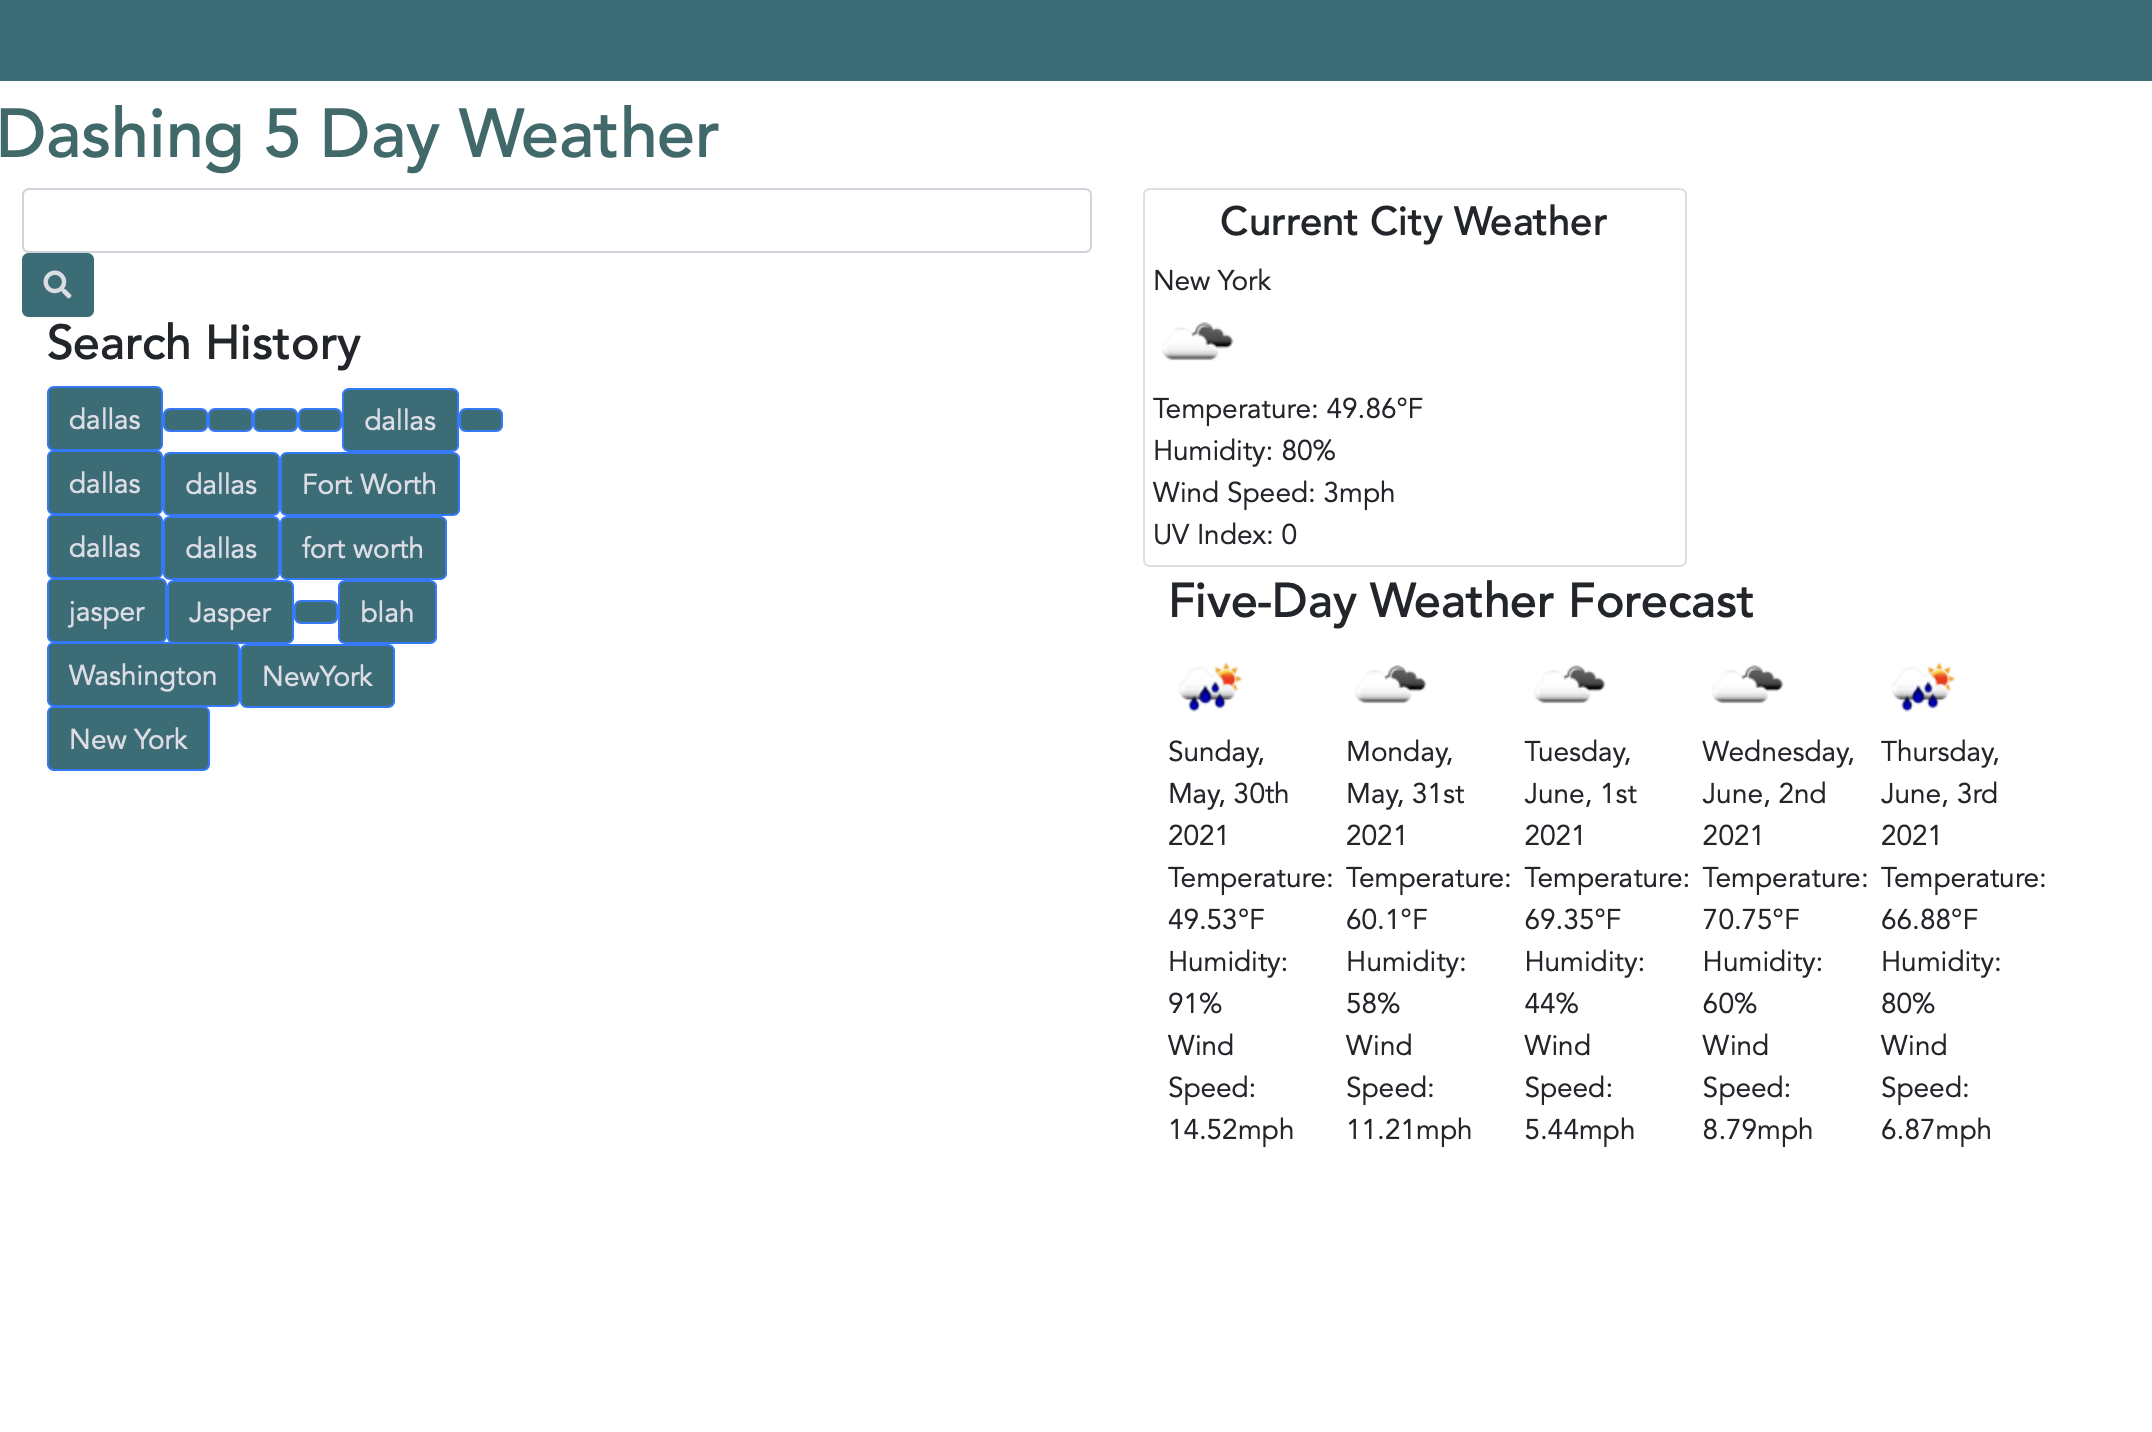 Dashing 5 Day Weather
Search History
dallas dallas
dallas dallas Fort Worth
dallas dallas fort worth
jasper Jasper blah
Washington NewYork
New York
Current City Weather
New York
Temperature: 49.86°F
Humidity: 80%
Wind Speed: 3mph
UV Index: 0
Five-Day Weather Forecast
Sunday,
May, 30th
2021
Temperature:
49.53°F
Humidity:
91%
Wind
Speed:
14.52mph
Monday,
May, 31st
2021
Temperature:
60.1°F
Humidity:
58%
Wind
Speed:
11.21mph
Tuesday,
June, 1st
2021
Temperature:
69.35°F
Humidity:
44%
Wind
Speed:
5.44mph
Wednesday,
June, 2nd
2021
Temperature:
70.75°F
Humidity:
60%
Wind
Speed:
8.79mph
Thursday,
June, 3rd
2021
Temperature:
66.88°F
Humidity:
80%
Wind
Speed:
6.87mph